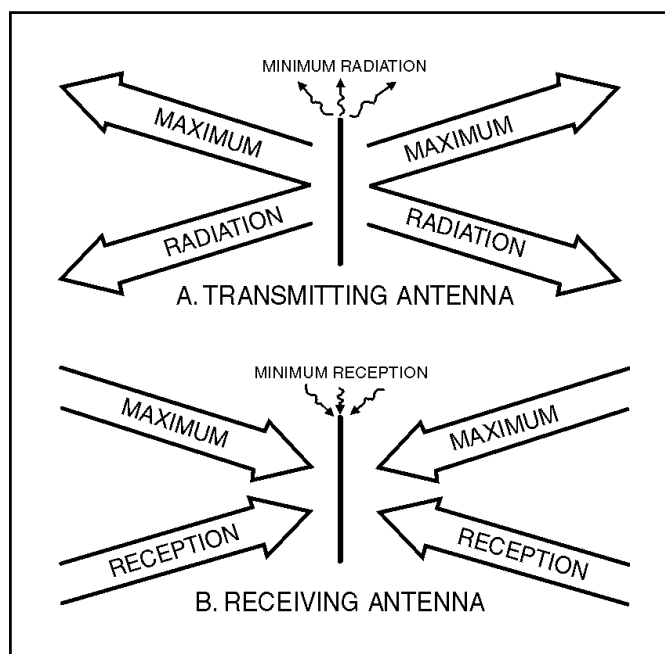 MINIMUM RADIATION
MAXIMUM
MAXIMUM
RADIATION
RADIATION
A. TRANSMITTING ANTENNA
MINIMUM RECEPTION
MAXIMUM
MAXIMUM
RECEPTION
RECEPTION
B. RECEIVING ANTENNA